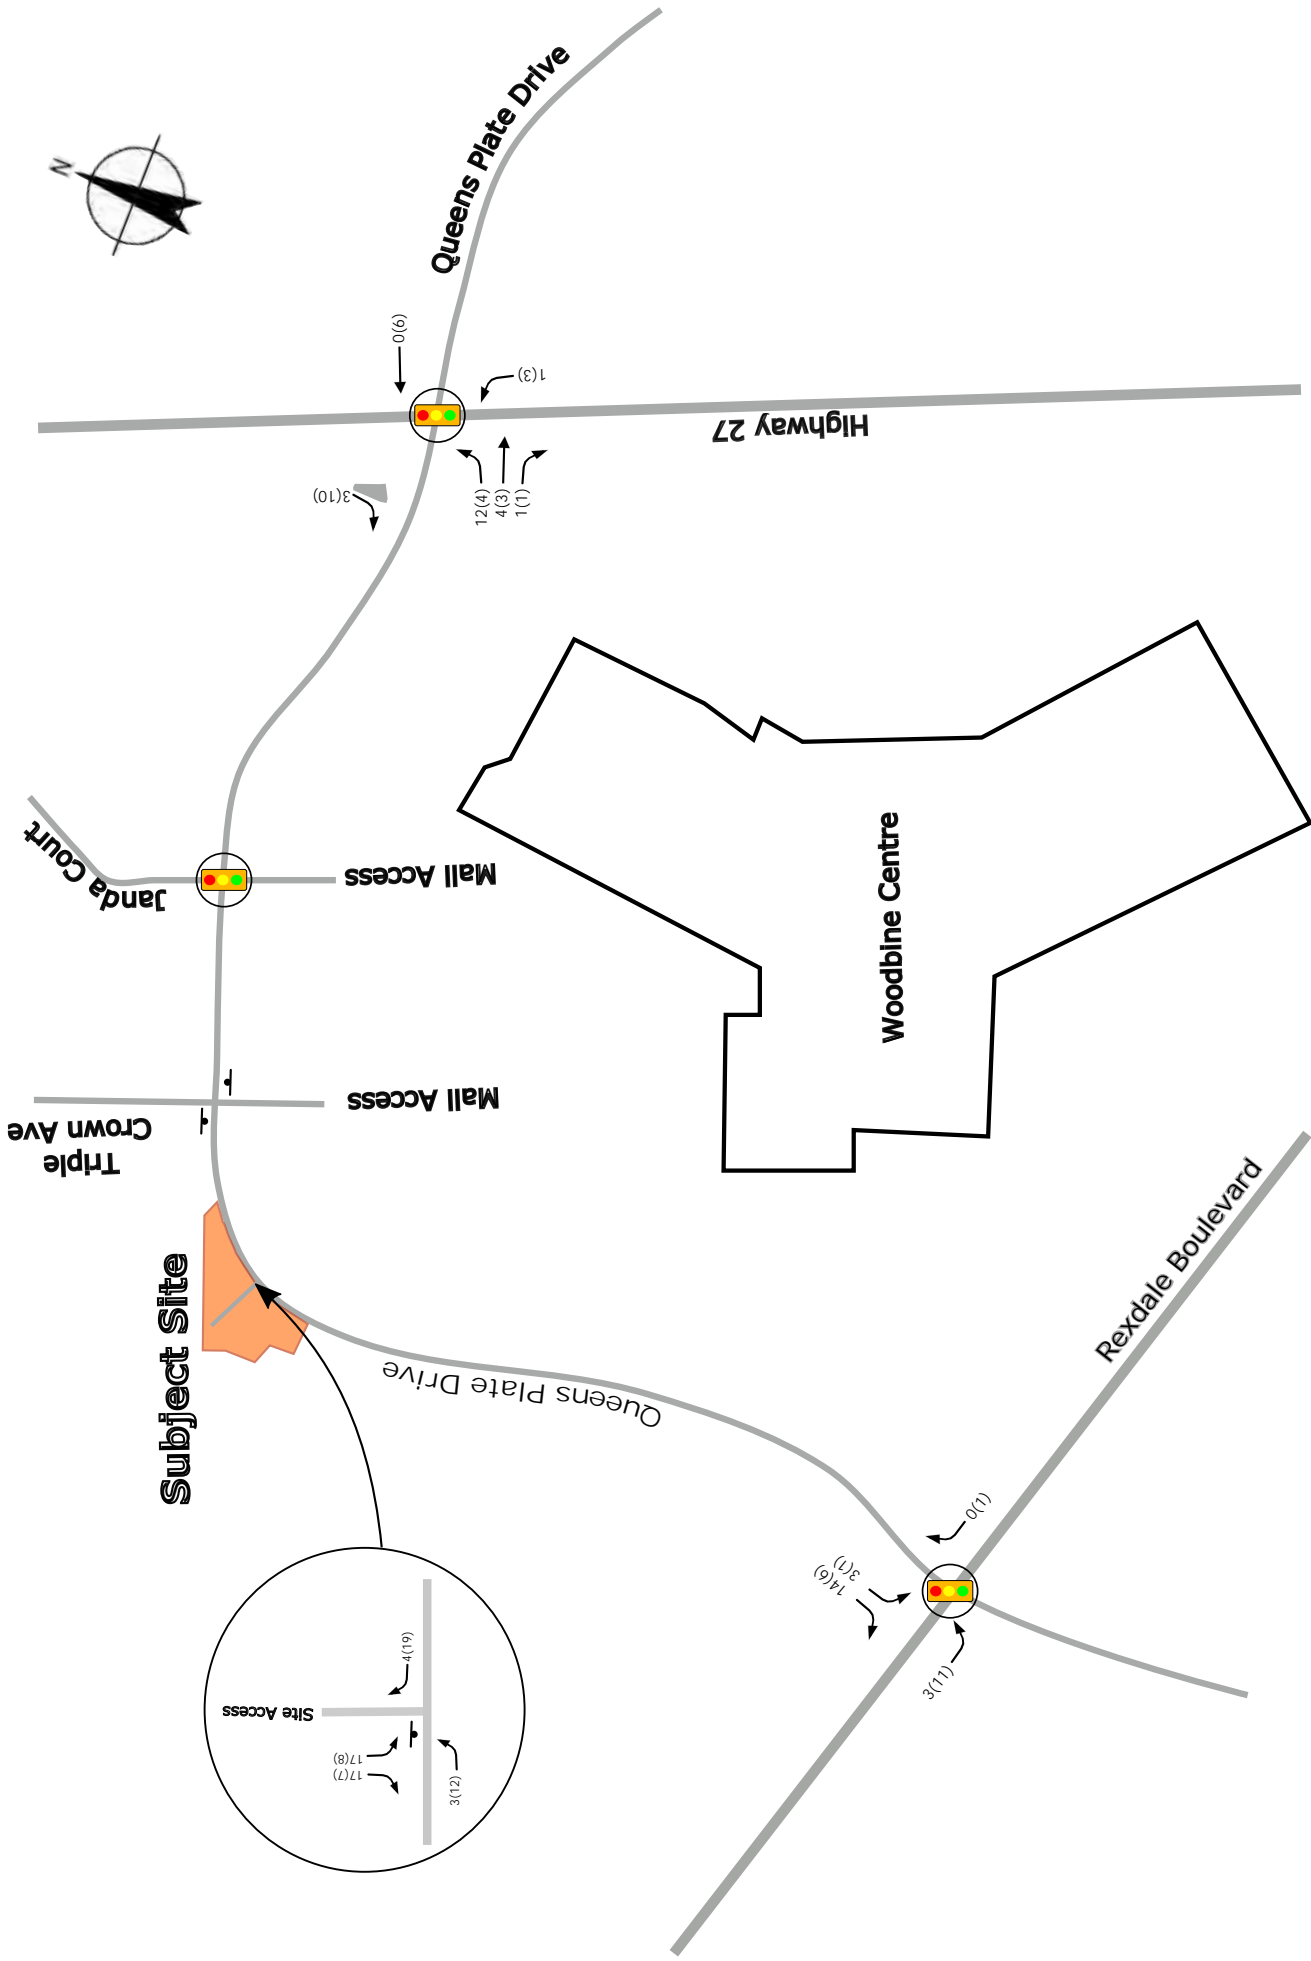 Queens Plate Drive
N
0(6)
1(3)
Highway 27
3(10)
12(4)
4(3)
1(1)
Janda Court
Mall Access
Woodbine Centre
Mall Access
Triple
Crown Ave
Rexdale Boulevard
Subject Site
Queens Plate Drive
0(1)
3(1)
14(6)
3(11)
4(19)
Site Access
17(8)
17(7)
3(12)